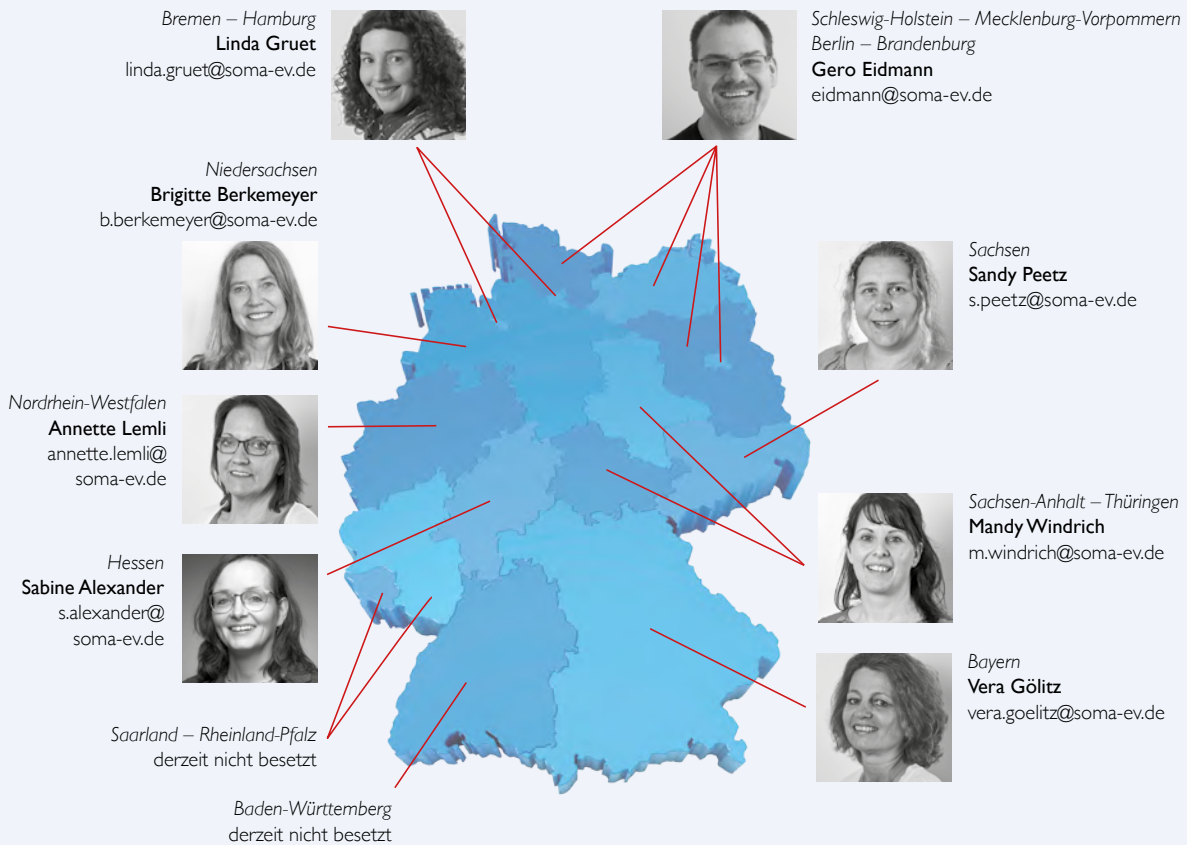 Bremen – Hamburg
Linda Gruet
linda.gruet@soma-ev.de
Schleswig-Holstein – Mecklenburg-Vorpommern
Berlin – Brandenburg
Gero Eidmann
eidmann@soma-ev.de
Niedersachsen
Brigitte Berkemeyer
b.berkemeyer@soma-ev.de
Sachsen
Sandy Peetz
s.peetz@soma-ev.de
Nordrhein-Westfalen
Annette Lemli
annette.lemli@
soma-ev.de
Sachsen-Anhalt – Thüringen
Mandy Windrich
m.windrich@soma-ev.de
Hessen
Sabine Alexander
s.alexander@
soma-ev.de
Bayern
Vera Gölitz
vera.goelitz@soma-ev.de
Saarland – Rheinland-Pfalz
derzeit nicht besetzt
Baden-Württemberg
derzeit nicht besetzt